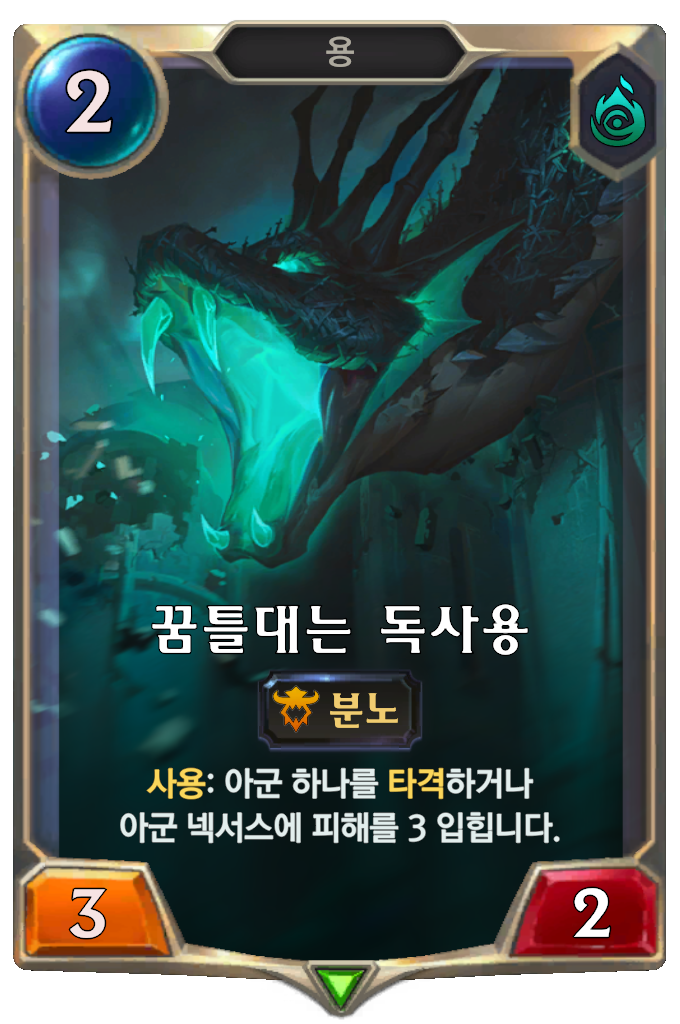 용
2
꿈틀대는 독사용
분노
사용: 아군 하나를 타격하거나
아군 넥서스에 피해를 3 입힙니다.
3
2